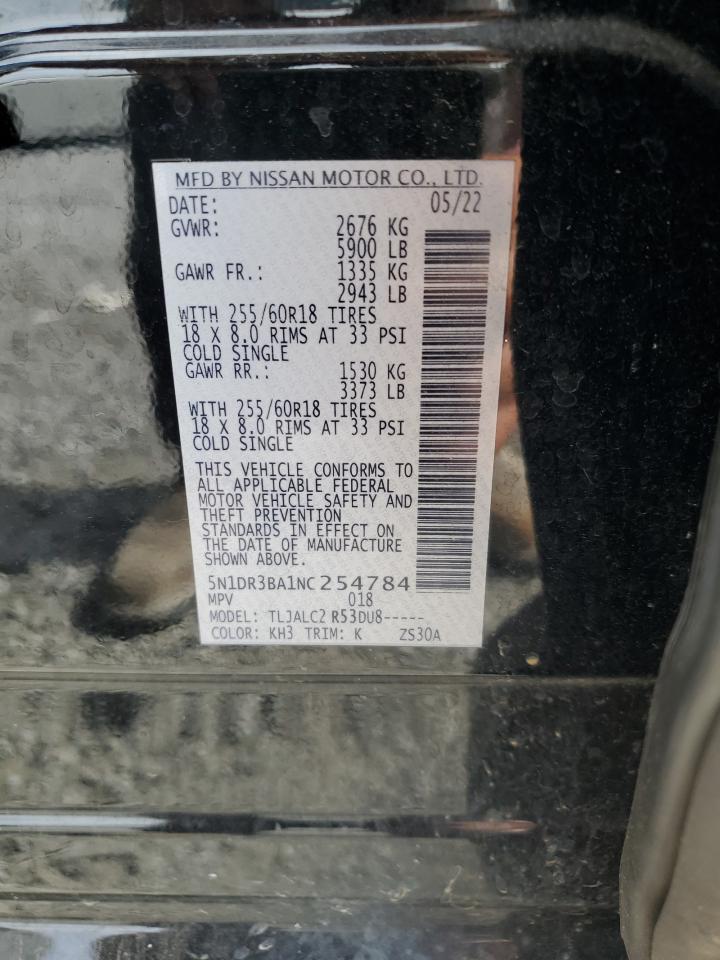 MFD BY NISSAN MOTOR CO., LTD.
DATE: 05/22
GVWR: 2676 KG
5900 LB
GAWR FR.: 1335 KG
2943 LB
WITH 255/60R18 TIRES
18 X 8.0 RIMS AT 33 PSI
COLD SINGLE
GAWR RR.: 1530 KG
3373 LB
WITH 255/60R18 TIRES
18 X 8.0 RIMS AT 33 PSI
COLD SINGLE
THIS VEHICLE CONFORMS TO
ALL APPLICABLE FEDERAL
MOTOR VEHICLE SAFETY AND
THEFT PREVENTION
STANDARDS IN EFFECT ON
THE DATE OF MANUFACTURE
SHOWN ABOVE.
5N1DR3BA1NC254784
MPV 018
MODEL: TLJALC2 R53DU8-----
COLOR: KH3 TRIM: K ZS30A